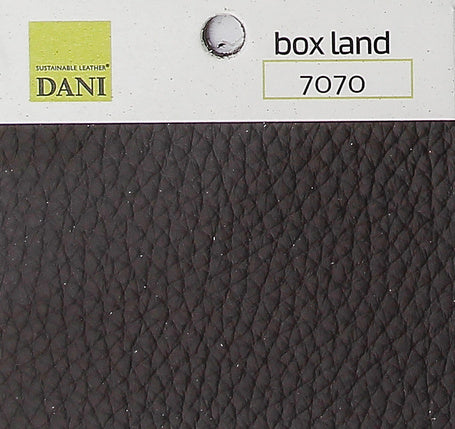 SUSTAINABLE LEATHER®
DANI
box land
7070